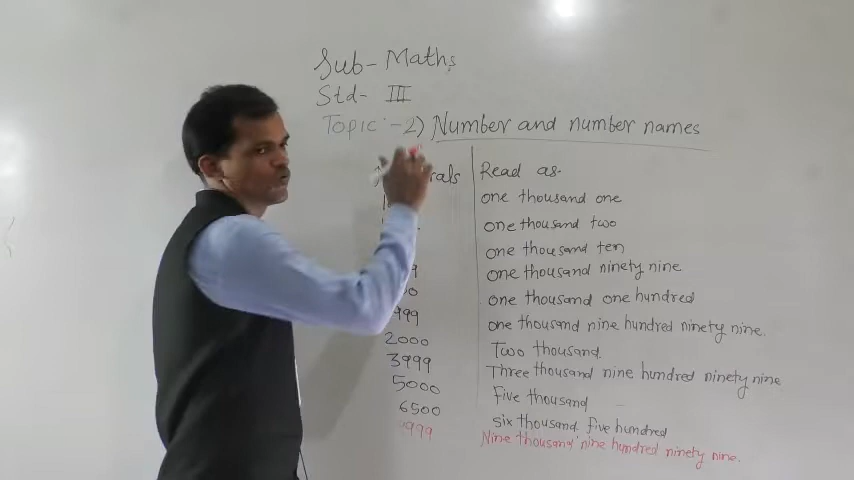 Sub- Maths
Std- III
Topic:-2) Number and number names
Read as-
one thousand one
one thousand two
one thousand ten
one thousand ninety nine
one thousand one hundred
999 one thousand nine hundred ninety nine.
2000 Two thousand
3999 Three thousand nine hundred ninety nine
5000 Five thousand
6500 six thousand five hundred
999 Nine thousand nine hundred ninety nine.